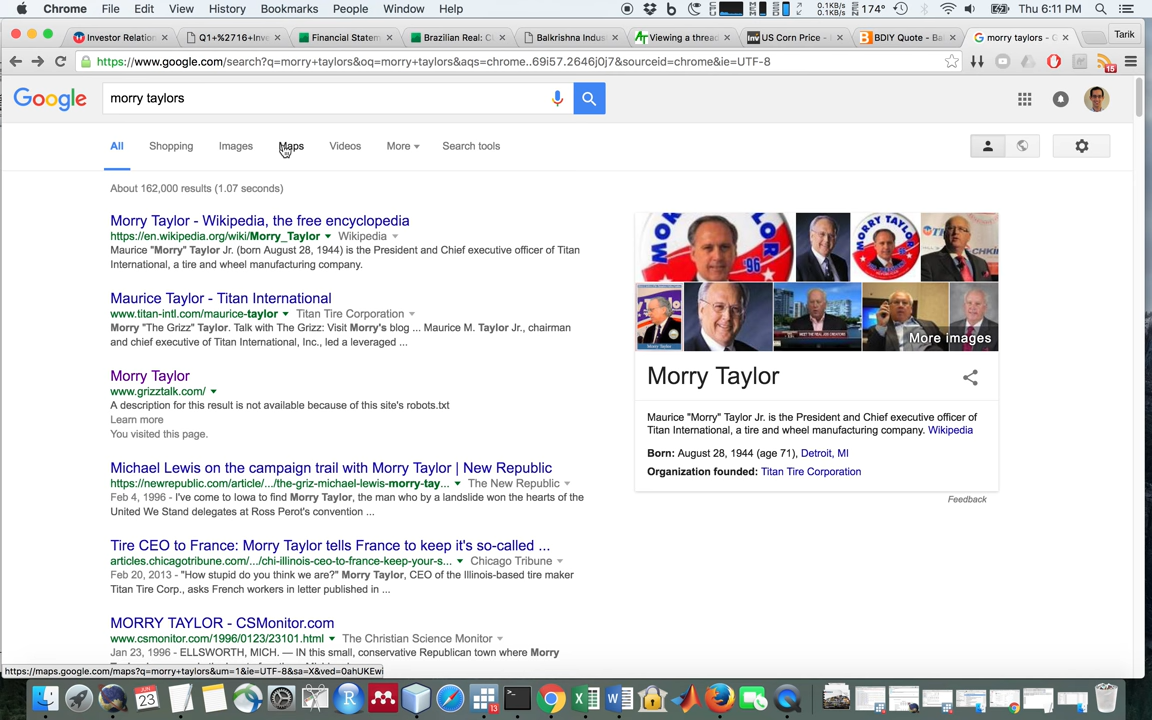 Chrome File Edit View History Bookmarks People Window Help
0.1KB/s
0.1KB/s
174° Thu 6:11 PM
Investor Relation
Q1+%2716+Inve
Financial Statem
Brazilian Real: C
Balkrishna Indus
Viewing a thread
US Corn Price -
BDIY Quote - Ba
morry taylors - G
Tarik
https://www.google.com/search?q=morry+taylors&oq=morry+taylors&aqs=chrome..69i57.2646j0j7&sourceid=chrome&ie=UTF-8
15
Google
morry taylors
All Shopping Images Maps Videos More Search tools
About 162,000 results (1.07 seconds)
Morry Taylor - Wikipedia, the free encyclopedia
https://en.wikipedia.org/wiki/Morry_Taylor Wikipedia
Maurice "Morry" Taylor Jr. (born August 28, 1944) is the President and Chief executive officer of Titan
International, a tire and wheel manufacturing company.
Maurice Taylor - Titan International
www.titan-intl.com/maurice-taylor Titan Tire Corporation
Morry "The Grizz" Taylor. Talk with The Grizz: Visit Morry's blog ... Maurice M. Taylor Jr., chairman
and chief executive of Titan International, Inc., led a leveraged ...
Morry Taylor
www.grizztalk.com/
A description for this result is not available because of this site's robots.txt
Learn more
You visited this page.
Michael Lewis on the campaign trail with Morry Taylor | New Republic
https://newrepublic.com/article/.../the-griz-michael-lewis-morry-tay... The New Republic
Feb 4, 1996 - I've come to Iowa to find Morry Taylor, the man who by a landslide won the hearts of the
United We Stand delegates at Ross Perot's convention ...
Tire CEO to France: Morry Taylor tells France to keep it's so-called ...
articles.chicagotribune.com/.../chi-illinois-ceo-to-france-keep-your-s... Chicago Tribune
Feb 20, 2013 - "How stupid do you think we are?" Morry Taylor, CEO of the Illinois-based tire maker
Titan Tire Corp., asks French workers in letter published in ...
MORRY TAYLOR - CSMonitor.com
www.csmonitor.com/1996/0123/23101.html The Christian Science Monitor
Jan 23, 1996 - ELLSWORTH, MICH. — IN this small, conservative Republican town where Morry
More images
Morry Taylor
Maurice "Morry" Taylor Jr. is the President and Chief executive officer of
Titan International, a tire and wheel manufacturing company. Wikipedia
Born: August 28, 1944 (age 71), Detroit, MI
Organization founded: Titan Tire Corporation
Feedback
https://maps.google.com/maps?q=morry+taylors&um=1&ie=UTF-8&sa=X&ved=0ahUKEwi
JUN
23
13